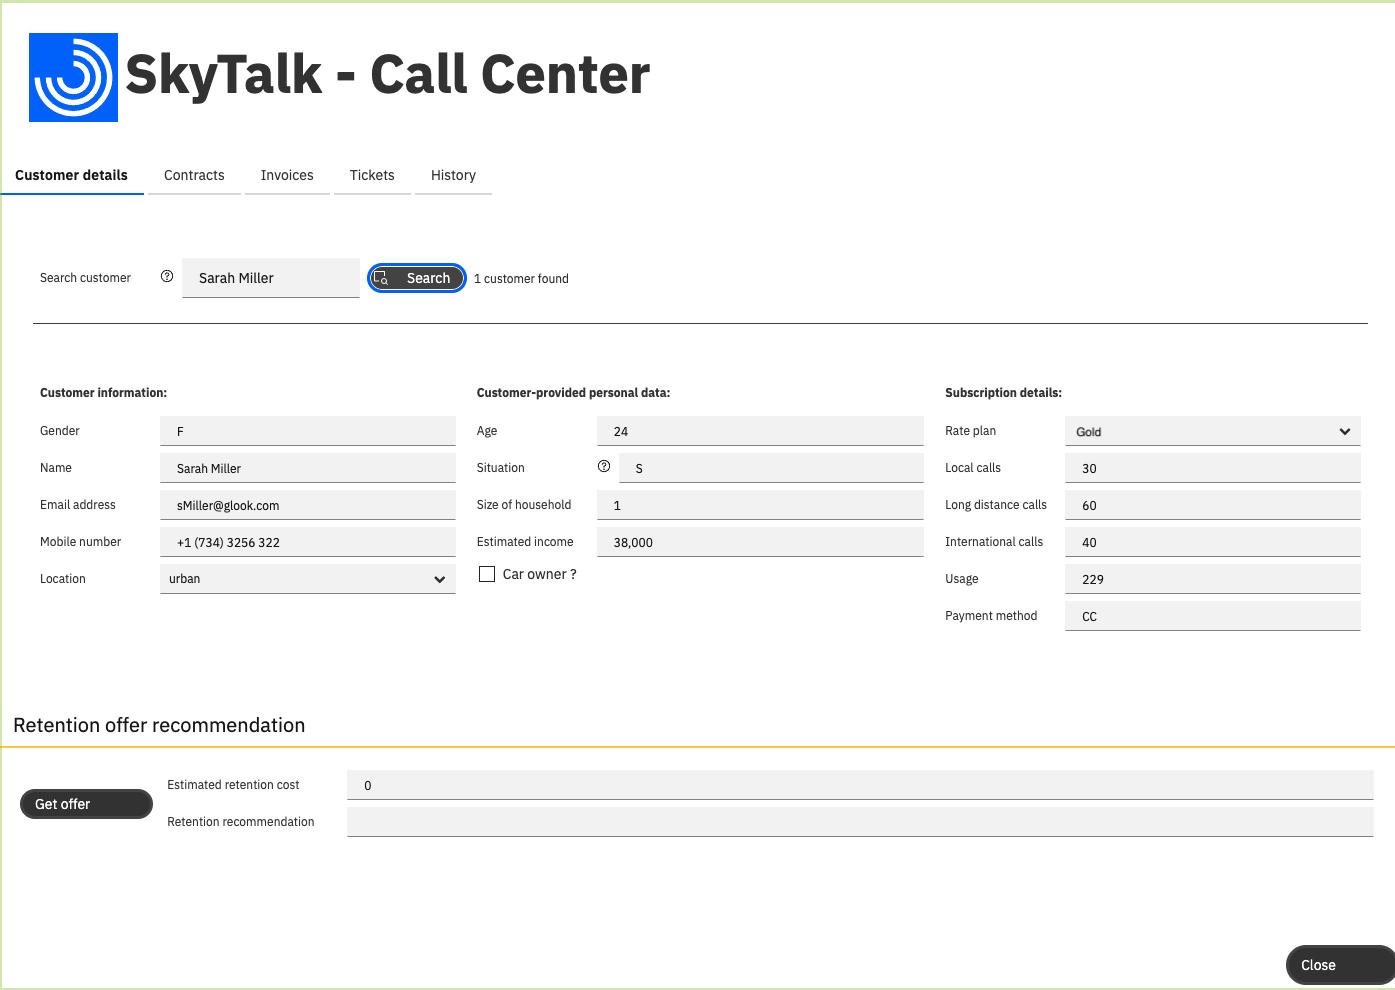 SkyTalk - Call Center
Customer details Contracts Invoices Tickets History
Search customer Sarah Miller Search 1 customer found
Customer information:
Gender F
Name Sarah Miller
Email address sMiller@glook.com
Mobile number +1 (734) 3256 322
Location urban
Customer-provided personal data:
Age 24
Situation S
Size of household 1
Estimated income 38,000
Car owner ?
Subscription details:
Rate plan Gold
Local calls 30
Long distance calls 60
International calls 40
Usage 229
Payment method CC
Retention offer recommendation
Get offer
Estimated retention cost 0
Retention recommendation
Close